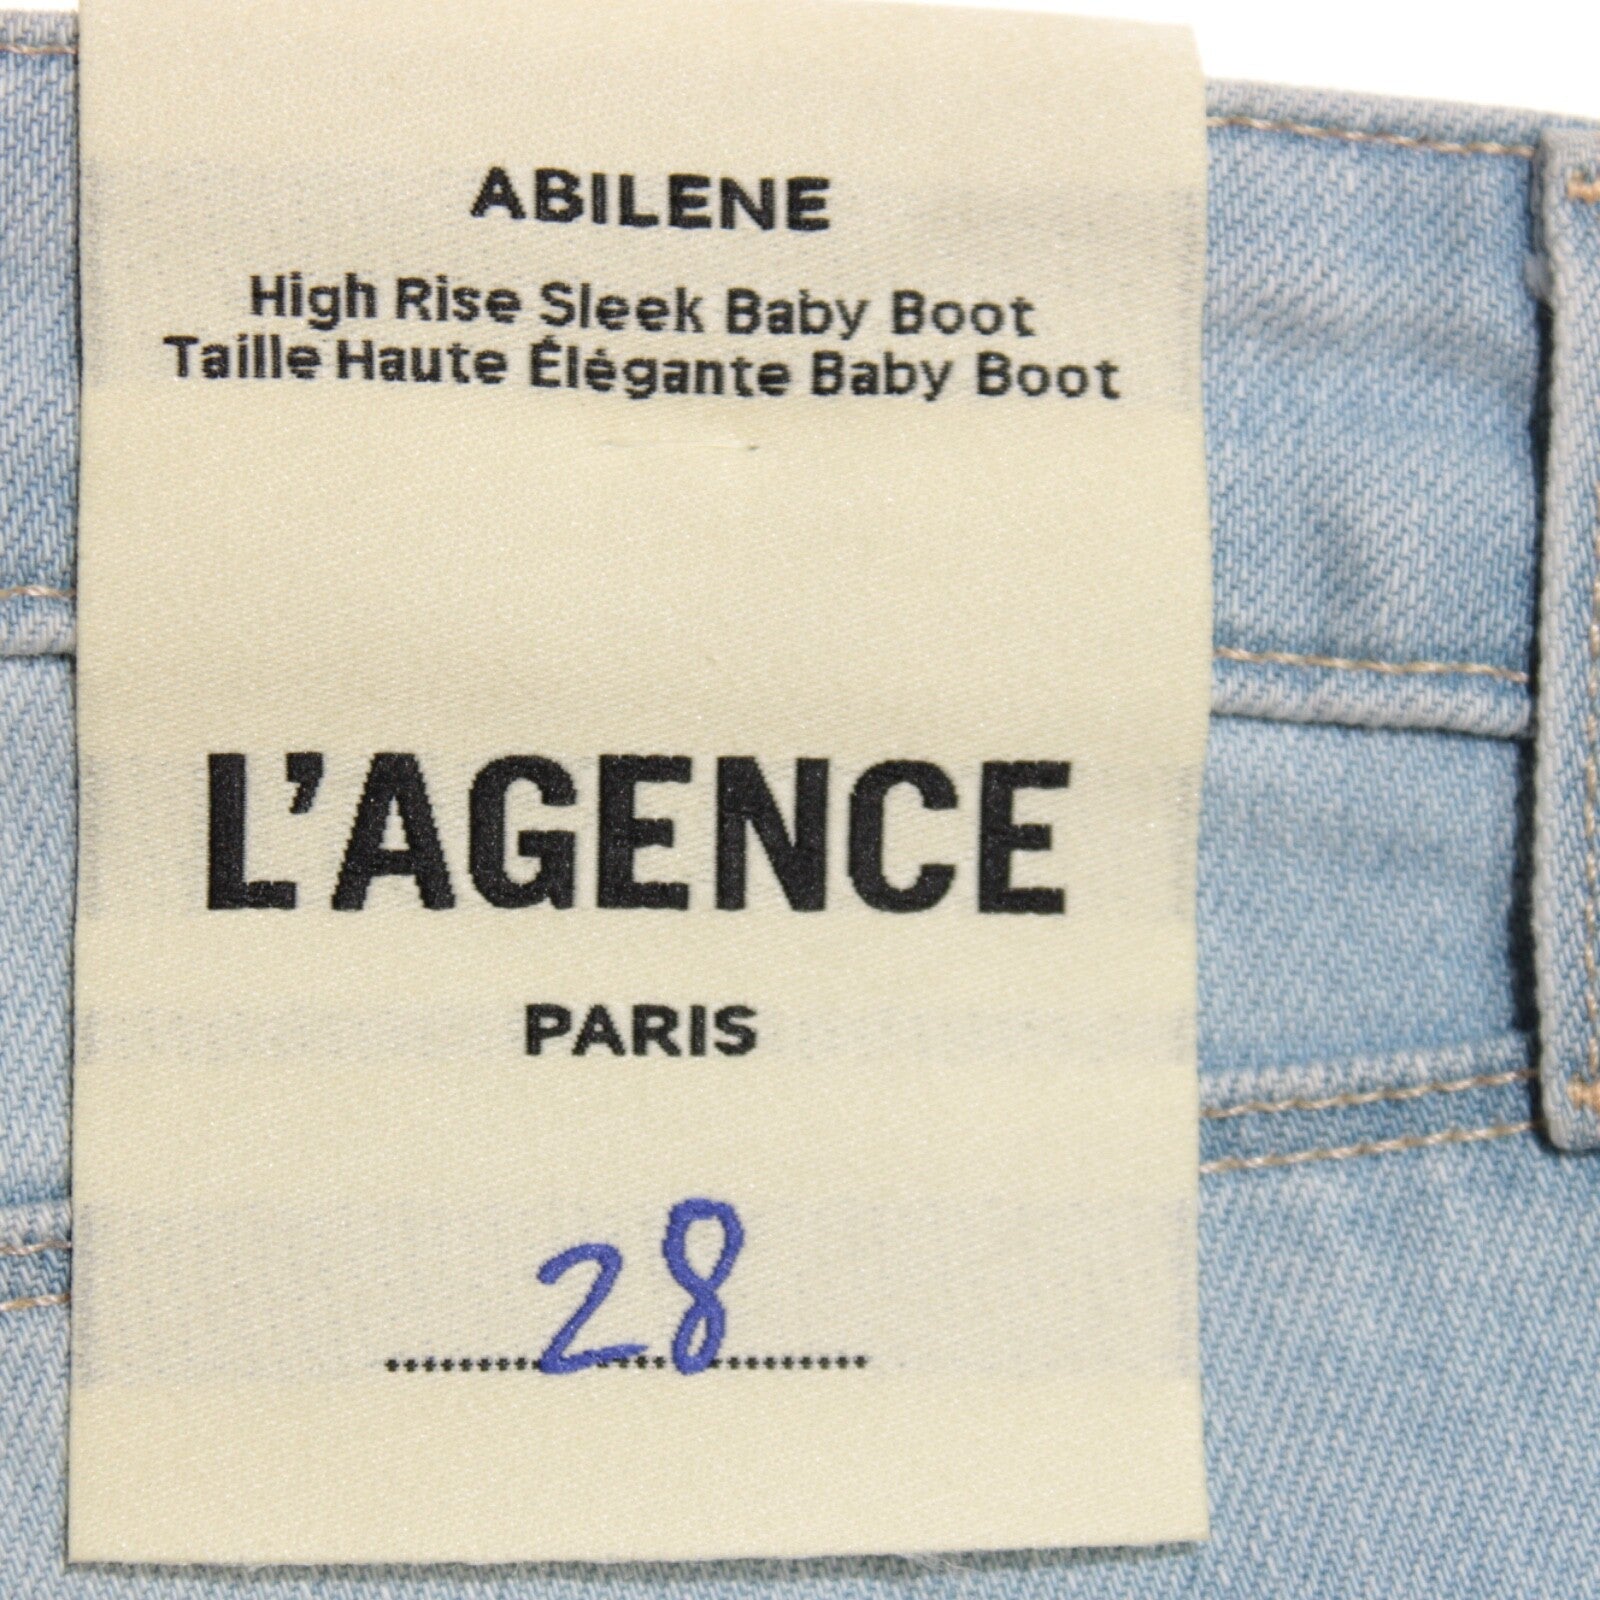 ABILENE
High Rise Sleek Baby Boot
Taille Haute Élégante Baby Boot
L'AGENCE
PARIS
28